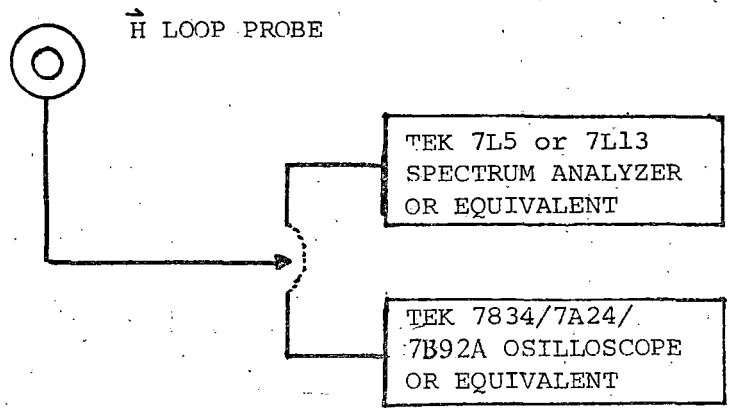 H⃗ LOOP PROBE
TEK 7L5 or 7L13
SPECTRUM ANALYZER
OR EQUIVALENT
TEK 7834/7A24/
7B92A OSILLOSCOPE
OR EQUIVALENT